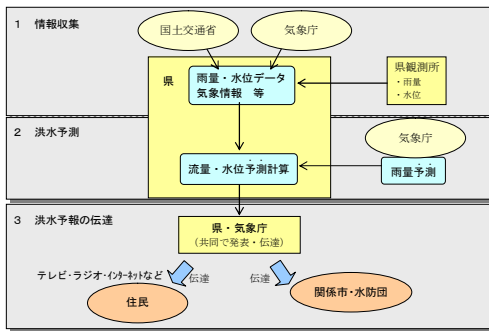 1 情報収集
国土交通省
気象庁
県
雨量・水位データ
気象情報 等
県観測所
・雨量
・水位
2 洪水予測
気象庁
流量・水位予測計算
雨量予測
3 洪水予報の伝達
県・気象庁
(共同で発表・伝達)
テレビ・ラジオ・インターネットなど
伝達
伝達
住民
関係市・水防団